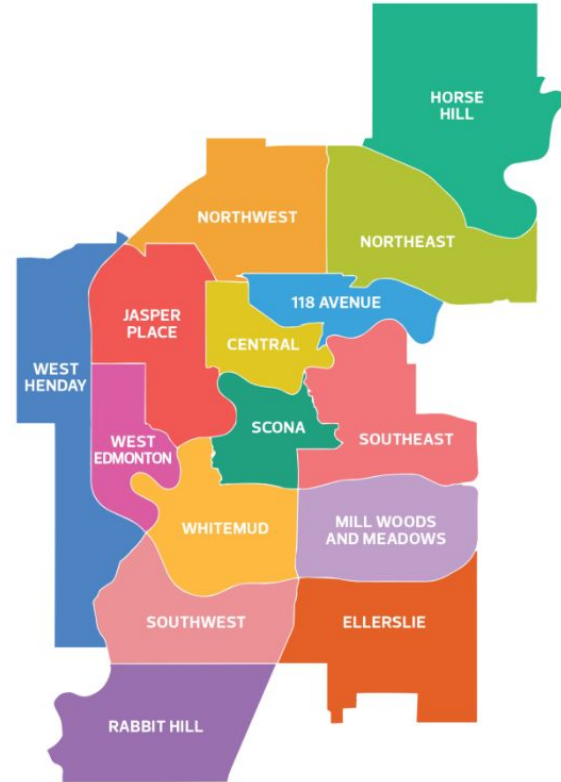 HORSE
HILL
NORTHWEST
NORTHEAST
118 AVENUE
JASPER
PLACE
CENTRAL
WEST
HENDAY
WEST
EDMONTON
SCONA
SOUTHEAST
WHITEMUD
MILL WOODS
AND MEADOWS
SOUTHWEST
ELLERSLIE
RABBIT HILL